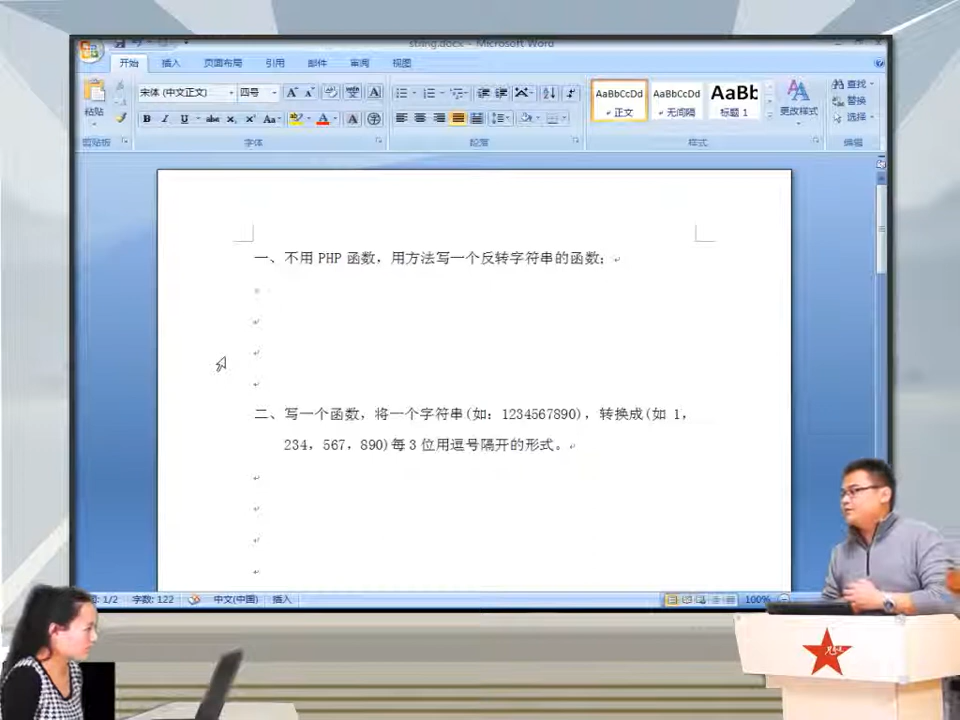 string.docx - Microsoft Word
开始 插入 页面布局 引用 邮件 审阅 视图
宋体 (中文正文) 四号 查找
AaBbCcDd AaBbCcDd AaBb 替换
粘贴 正文 无间隔 标题 1 更改样式 选择
剪贴板 字体 段落 样式 编辑
一、不用 PHP 函数，用方法写一个反转字符串的函数；
二、写一个函数，将一个字符串(如：1234567890)，转换成(如 1，
234，567，890)每 3 位用逗号隔开的形式。
1/2 字数: 122 中文(中国) 插入 100%